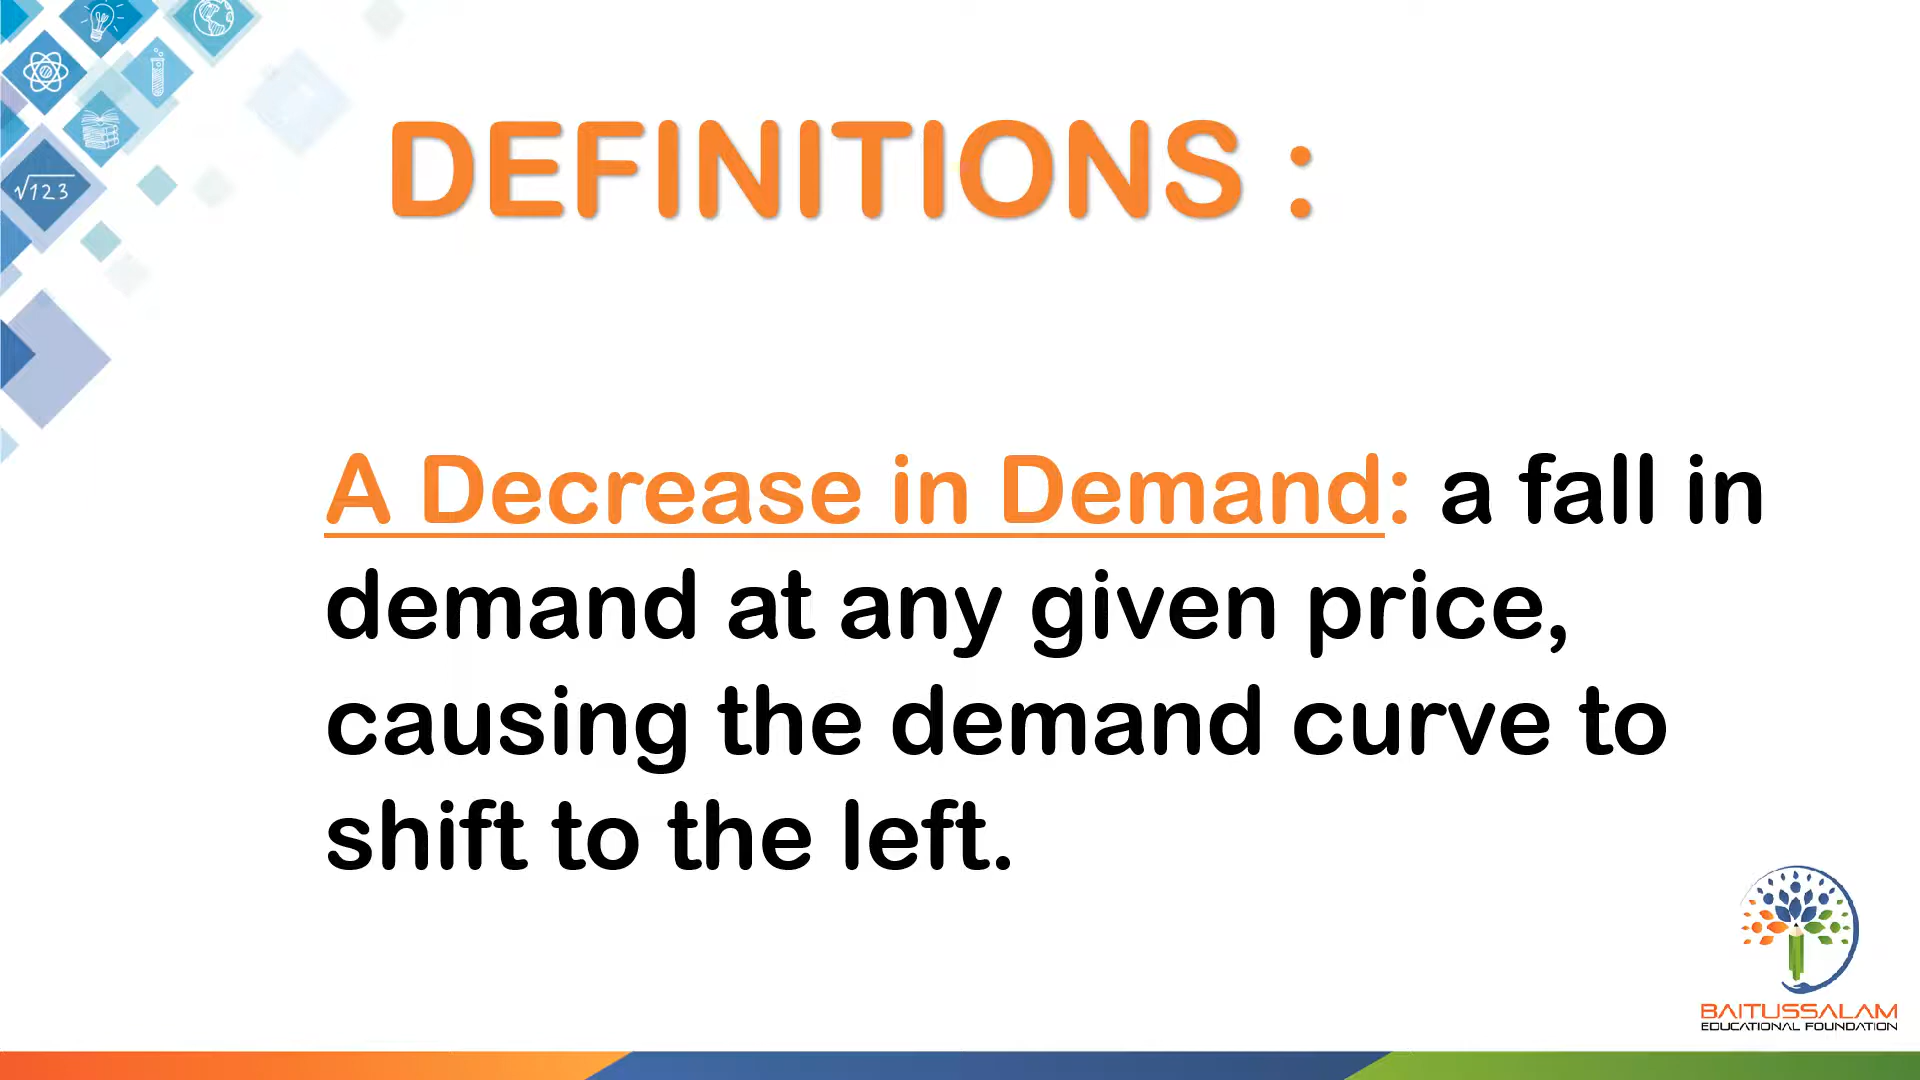 √123
DEFINITIONS :
A Decrease in Demand: a fall in
demand at any given price,
causing the demand curve to
shift to the left.
BAITUSSALAM
EDUCATIONAL FOUNDATION